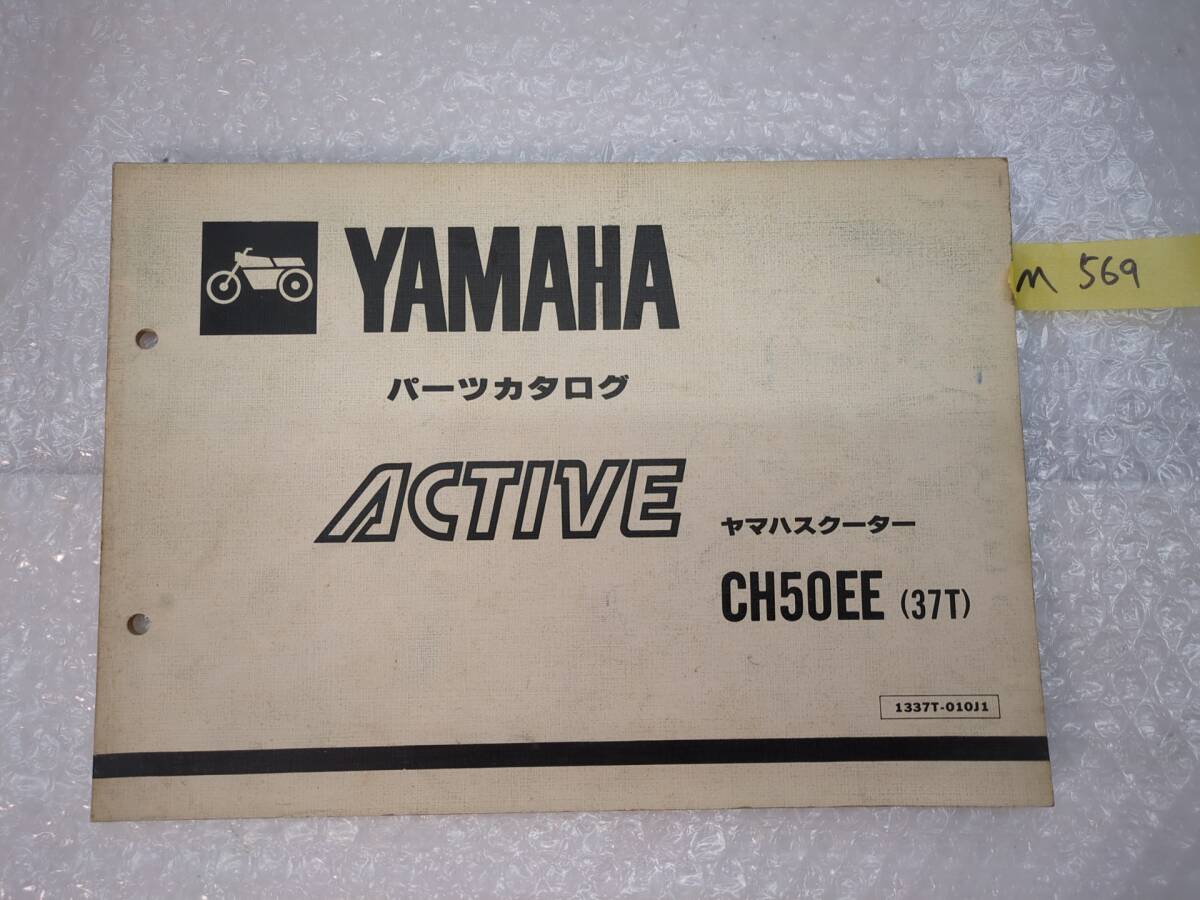 YAMAHA
M 569
パーツカタログ
ACTIVE
ヤマハスクーター
CH50EE (37T)
1337T-010J1